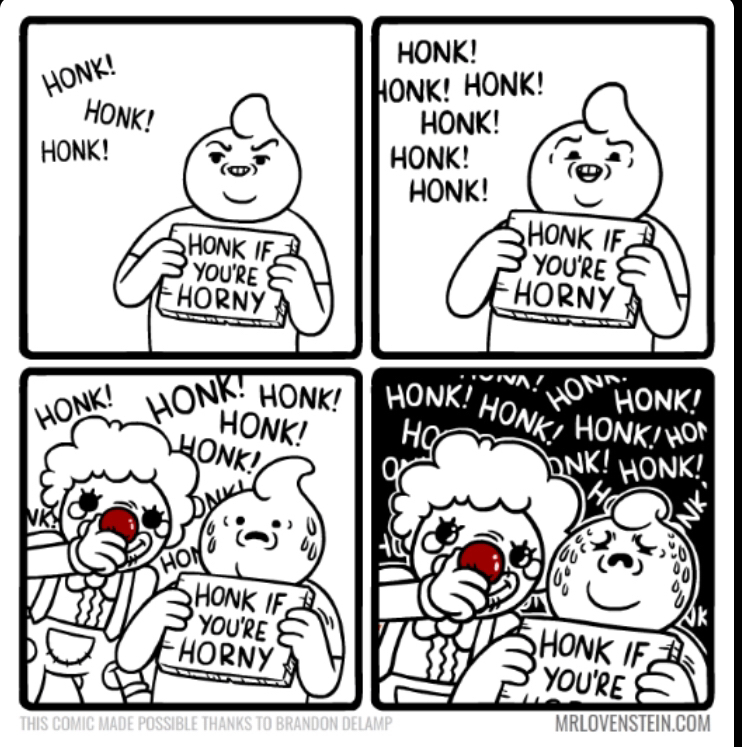 HONK!
HONK!
HONK!
HONK IF
YOU'RE
HORNY
HONK!
HONK! HONK!
HONK!
HONK!
HONK!
HONK IF
YOU'RE
HORNY
HONK! HONK! HONK!
HONK!
HONK!
HONK IF
YOU'RE
HORNY
HONK! HONK! HONK! HONK!
HONK!
HONK!
HONK IF
YOU'RE
THIS COMIC MADE POSSIBLE THANKS TO BRANDON DELAMP
MRLOVENSTEIN.COM